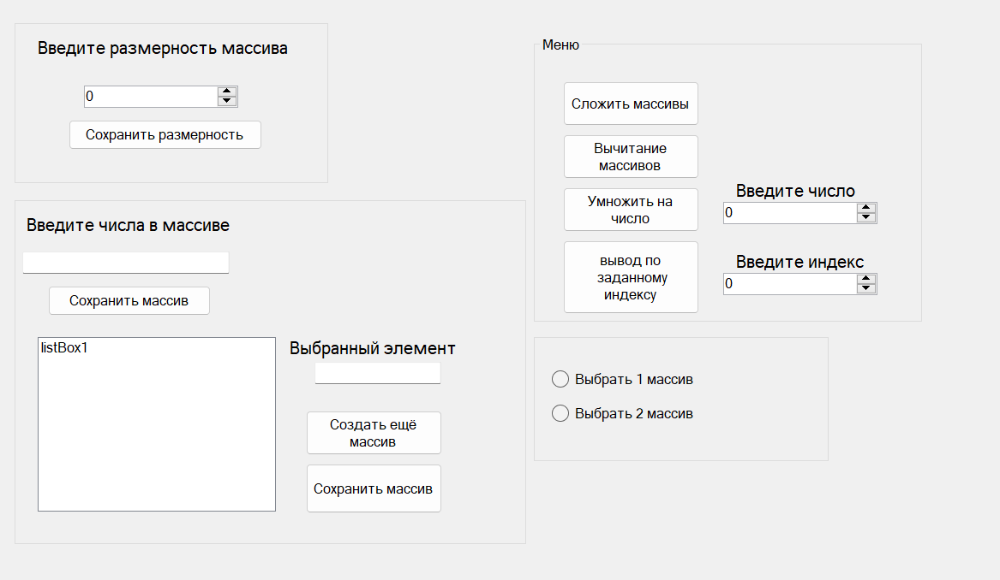 Введите размерность массива
0
Сохранить размерность
Введите числа в массиве
Сохранить массив
listBox1
Выбранный элемент
Создать ещё
массив
Сохранить массив
Меню
Сложить массивы
Вычитание
массивов
Умножить на
число
Введите число
0
вывод по
заданному
индексу
Введите индекс
0
Выбрать 1 массив
Выбрать 2 массив